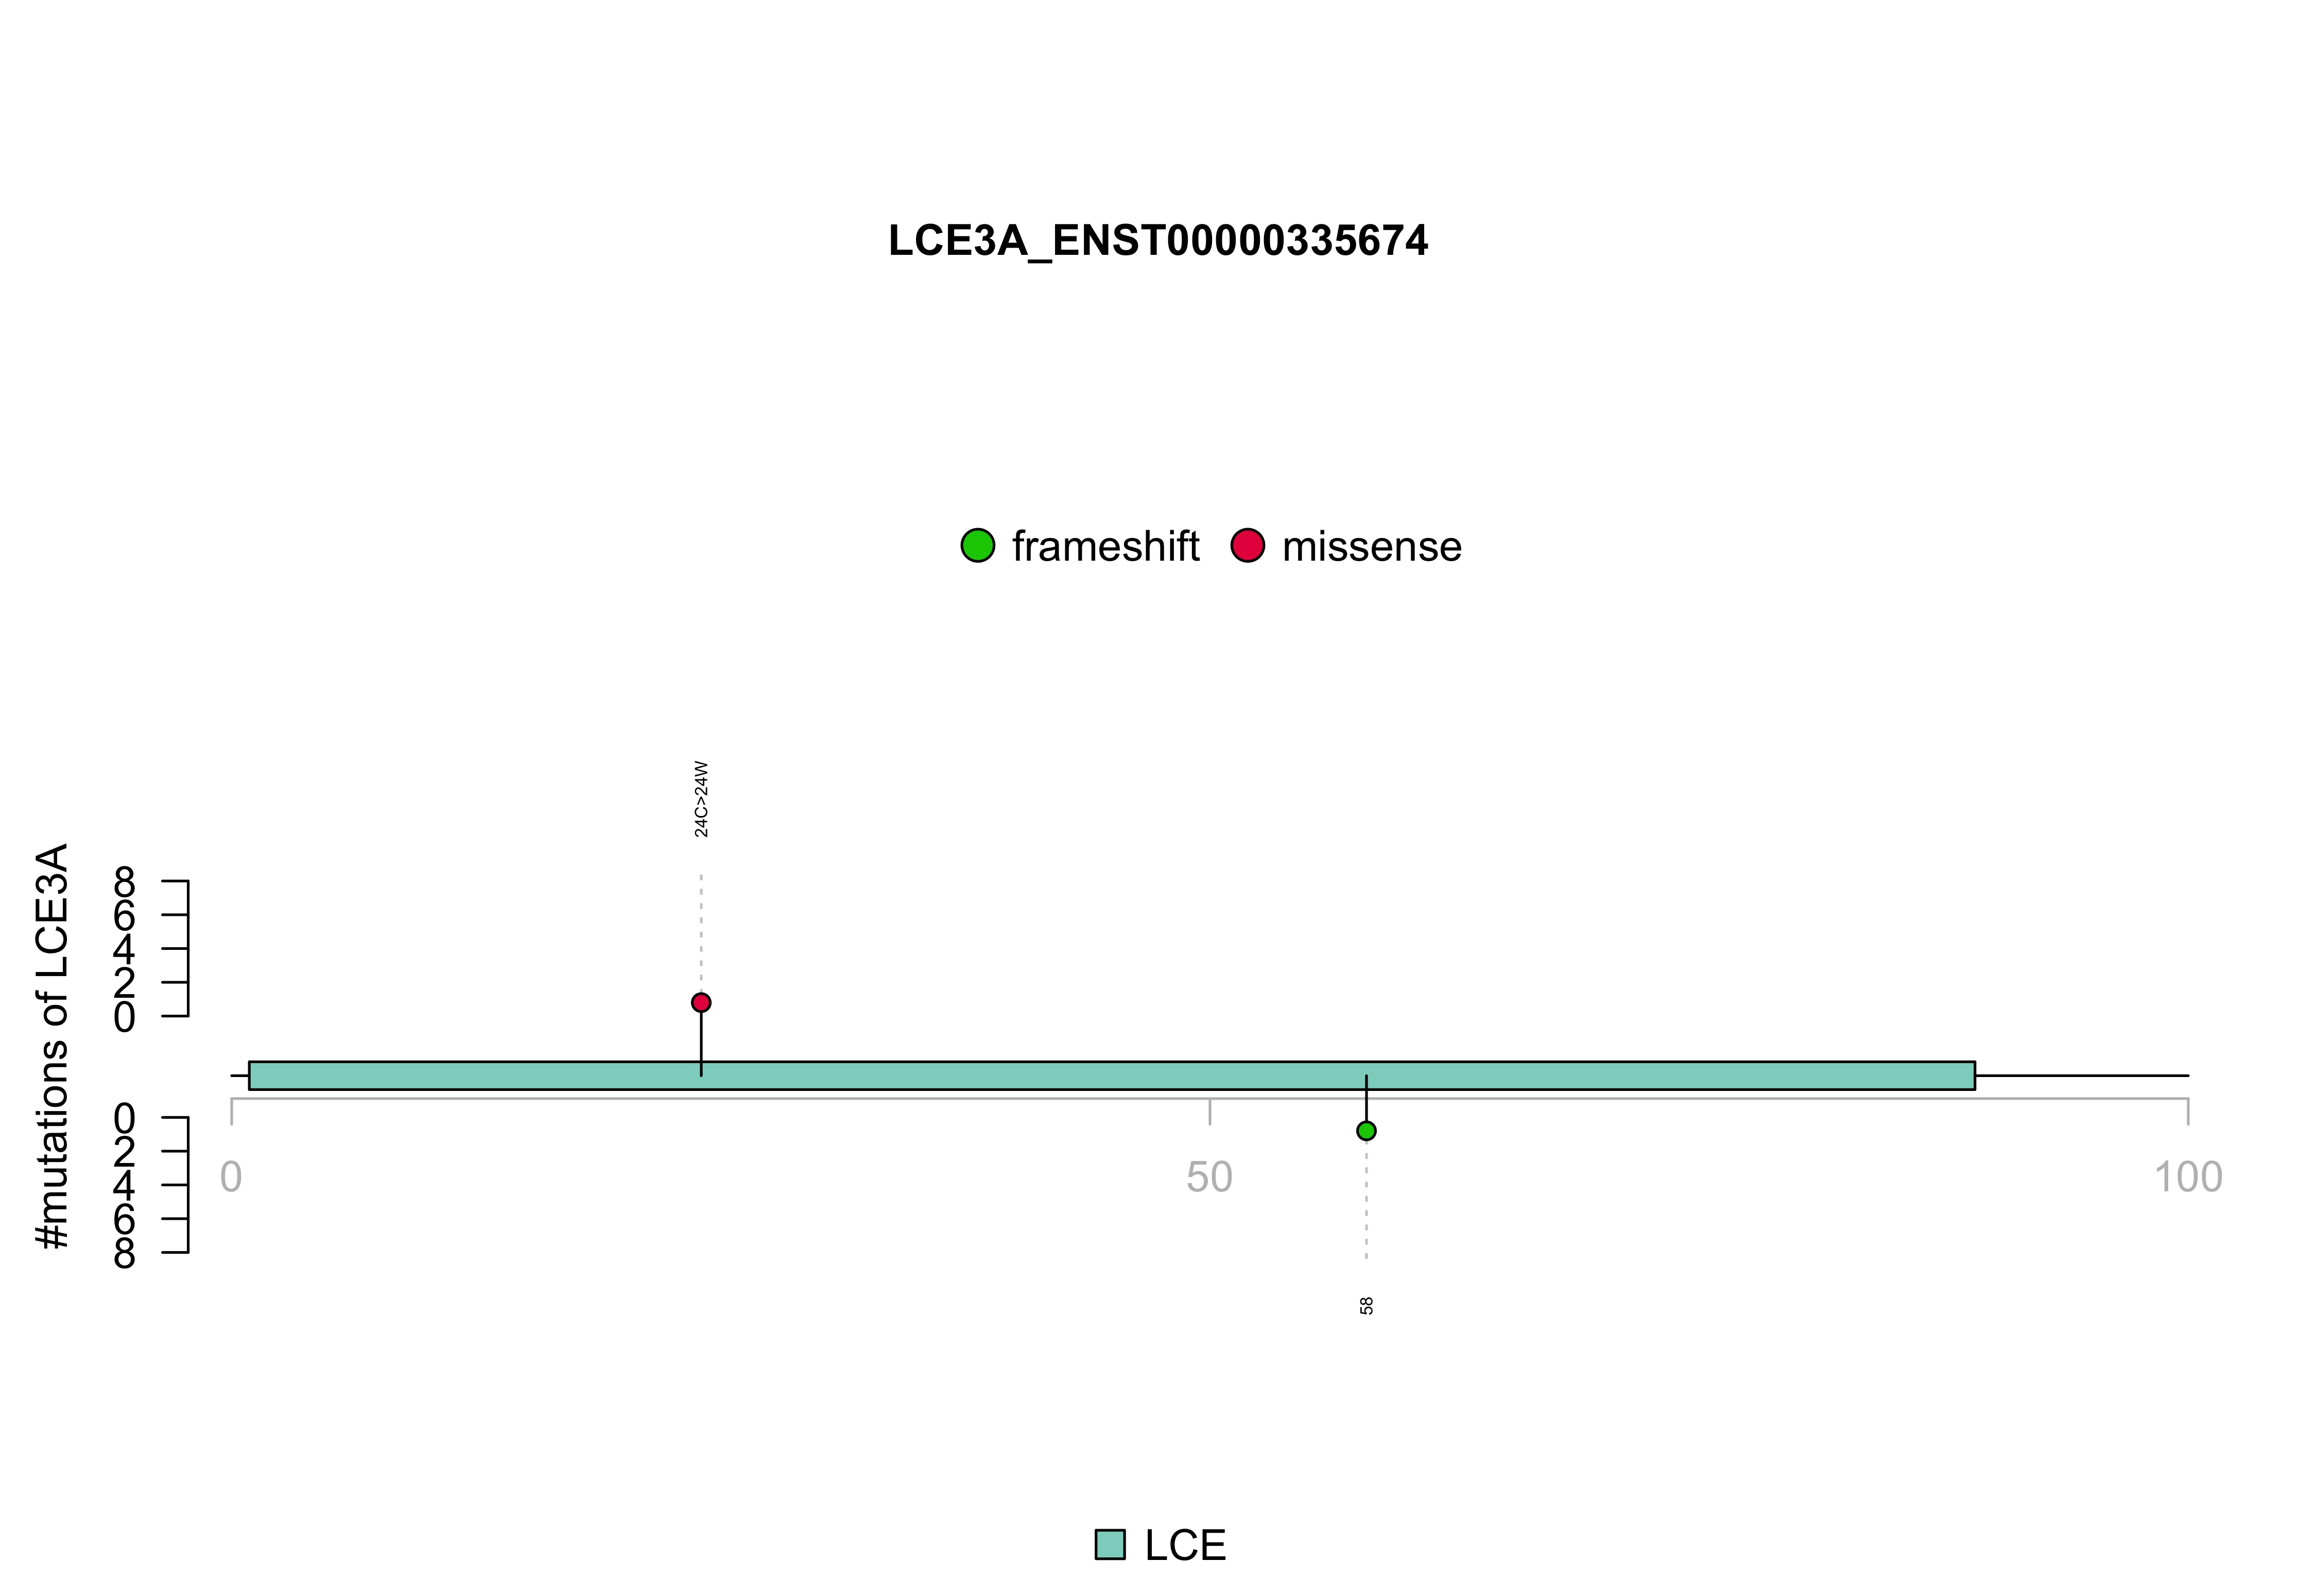 LCE3A_ENST00000335674
frameshift missense
24C>24W
#mutations of LCE3A
8
6
4
2
0
0
2
4
6
8
0 50 100
58
LCE